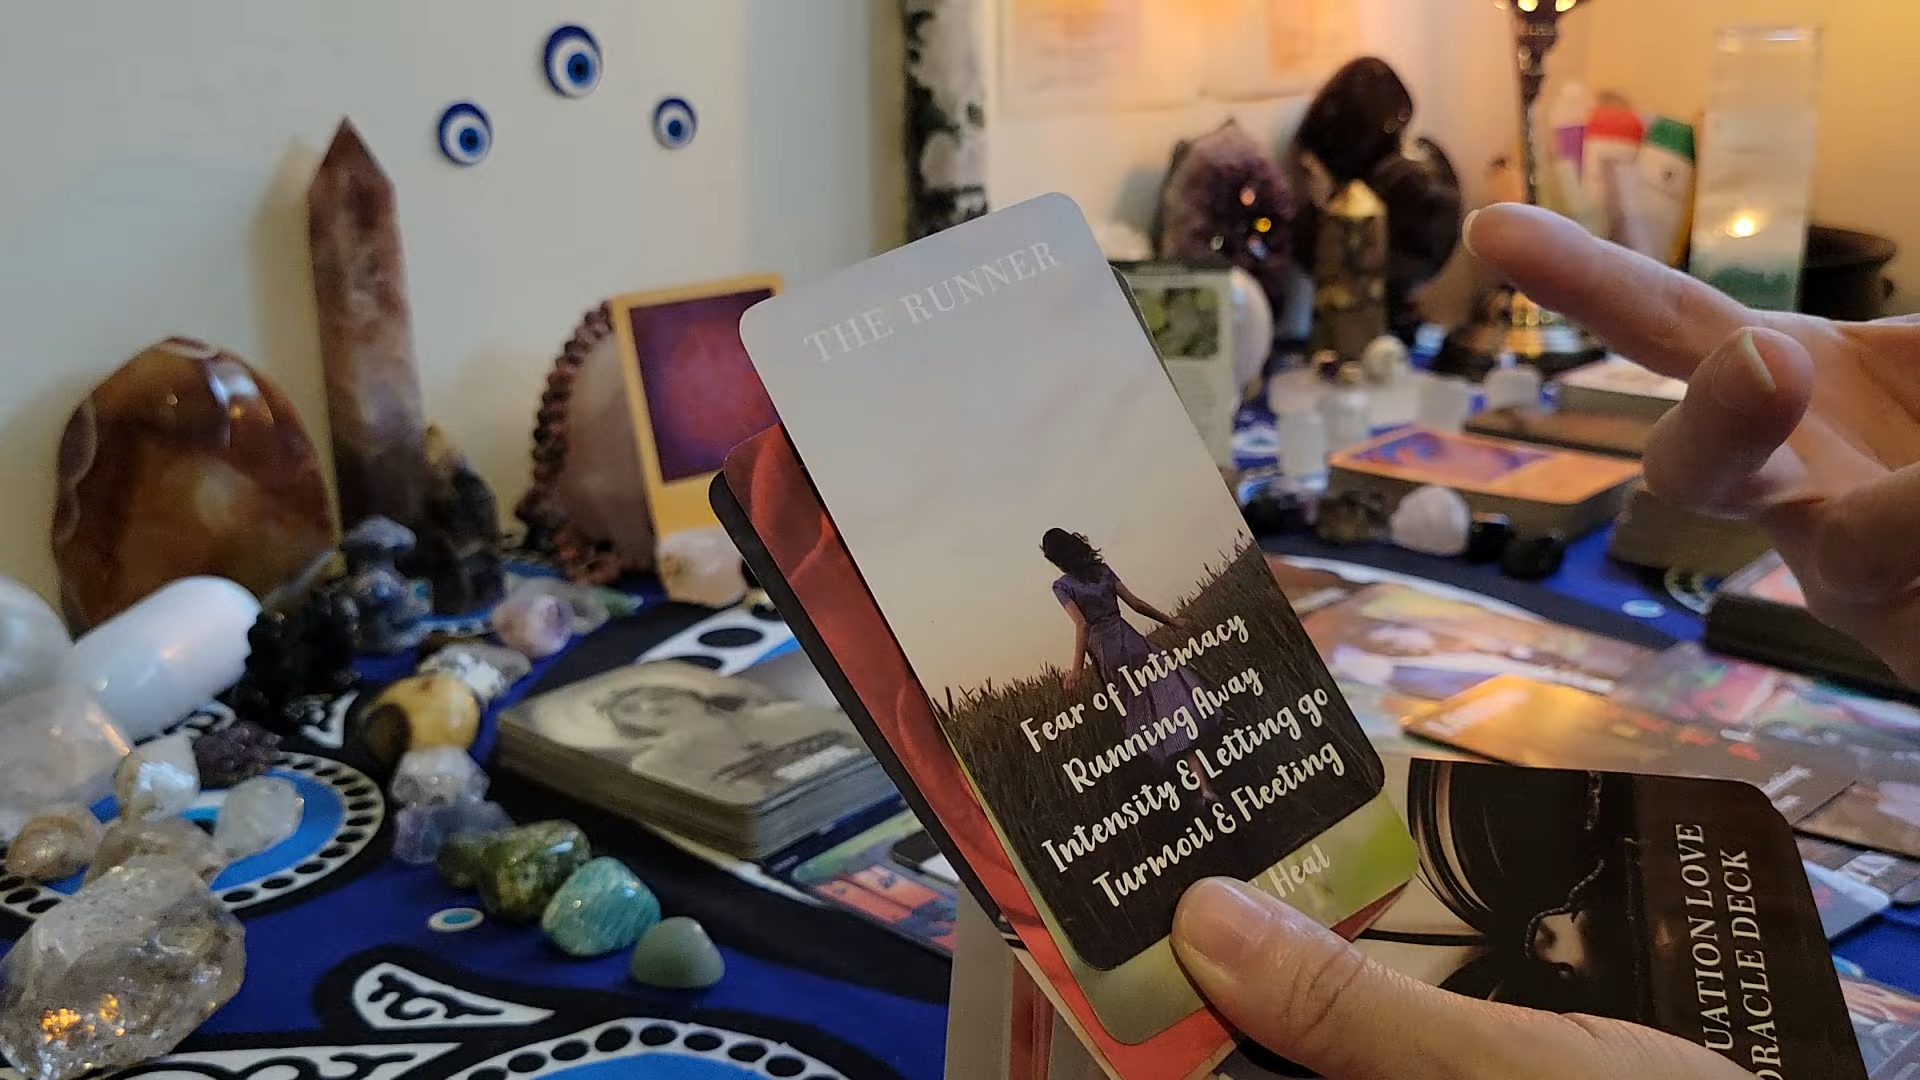 THE RUNNER
Fear of Intimacy
Running Away
Intensity & Letting go
Turmoil & Fleeting
Heal
UATION LOVE
ORACLE DECK